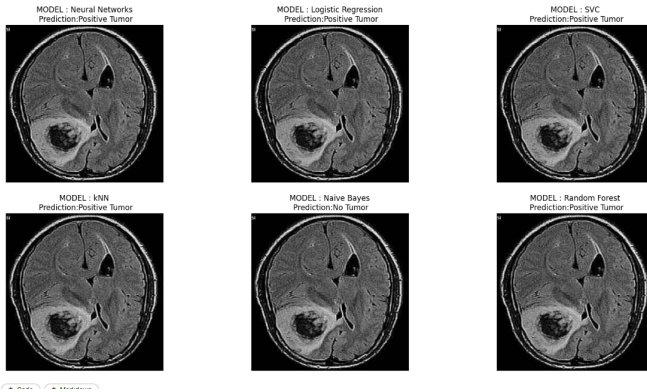 MODEL : Neural Networks
Prediction:Positive Tumor
MODEL : Logistic Regression
Prediction:Positive Tumor
MODEL : SVC
Prediction:Positive Tumor
MODEL : kNN
Prediction:Positive Tumor
MODEL : Naive Bayes
Prediction:No Tumor
MODEL : Random Forest
Prediction:Positive Tumor
+ Code
+ Markdown